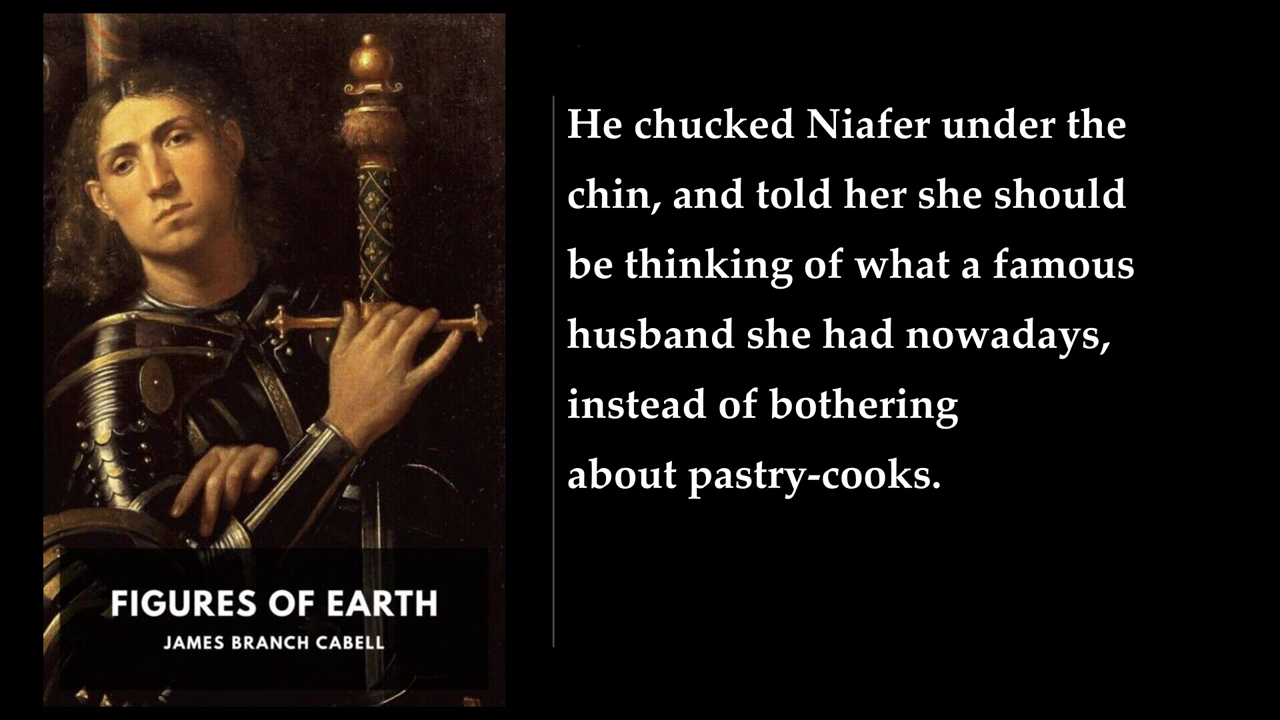 He chucked Niafer under the
chin, and told her she should
be thinking of what a famous
husband she had nowadays,
instead of bothering
about pastry-cooks.
FIGURES OF EARTH
JAMES BRANCH CABELL